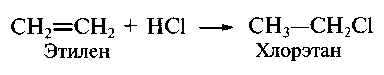 CH₂=CH₂ + HCl → CH₃—CH₂Cl
Этилен Хлорэтан